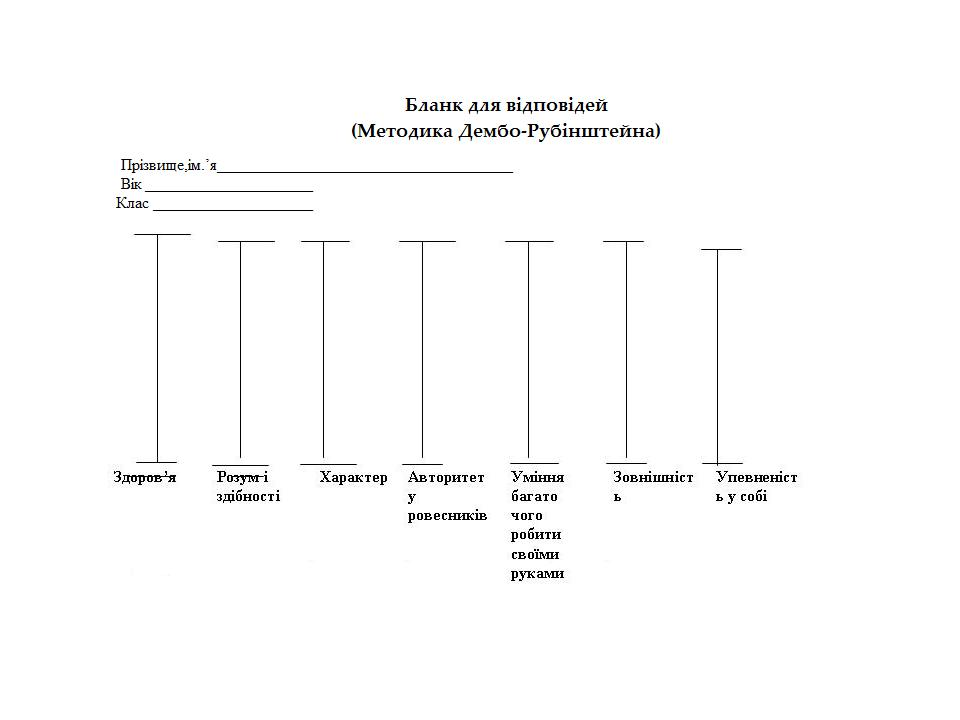 Бланк для відповідей
(Методика Дембо-Рубінштейна)
Прізвище,ім.’я
Вік
Клас
Здоров’я
Розум і
здібності
Характер
Авторитет
у
ровесників
Уміння
багато
чого
робити
своїми
руками
Зовнішніст
ь
Упевненіст
ь у собі